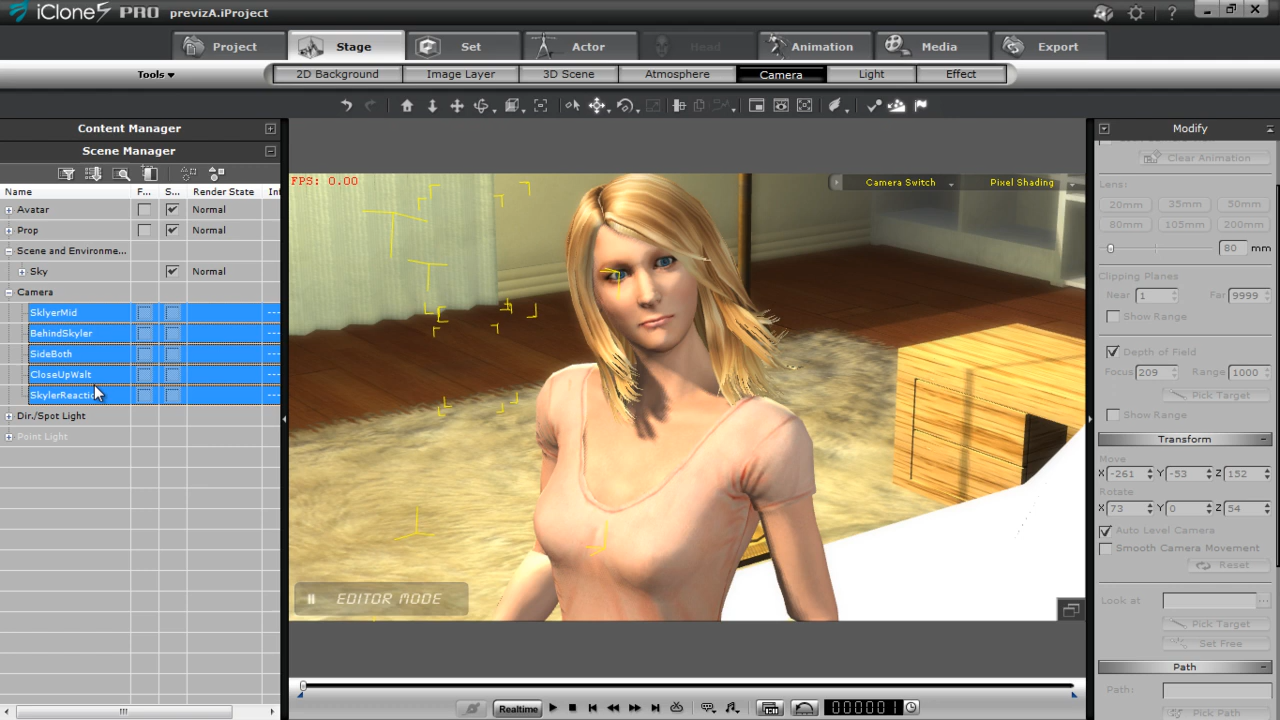 iClone5 PRO previzA.iProject
Project Stage Set Actor Head Animation Media Export
Tools 2D Background Image Layer 3D Scene Atmosphere Camera Light Effect
Content Manager
Scene Manager
Name F... S... Render State Inf
Avatar Normal
Prop Normal
Scene and Environme...
Sky Normal
Camera
SklyerMid
BehindSkyler
SideBoth
CloseUpWalt
SkylerReactio
Dir./Spot Light
Point Light
FPS: 0.00 Camera Switch Pixel Shading
EDITOR MODE
Realtime 000000 1
Modify
Clear Animation
Lens:
20mm 35mm 50mm
80mm 105mm 200mm
80 mm
Clipping Planes
Near 1 Far 9999
Show Range
Depth of Field
Focus 209 Range 1000
Pick Target
Show Range
Transform
Move
X -261 Y -53 Z 152
Rotate
X 73 Y 0 Z 54
Auto Level Camera
Smooth Camera Movement
Reset
Look at ...
Pick Target
Set Free
Path
Path:
Pick Path